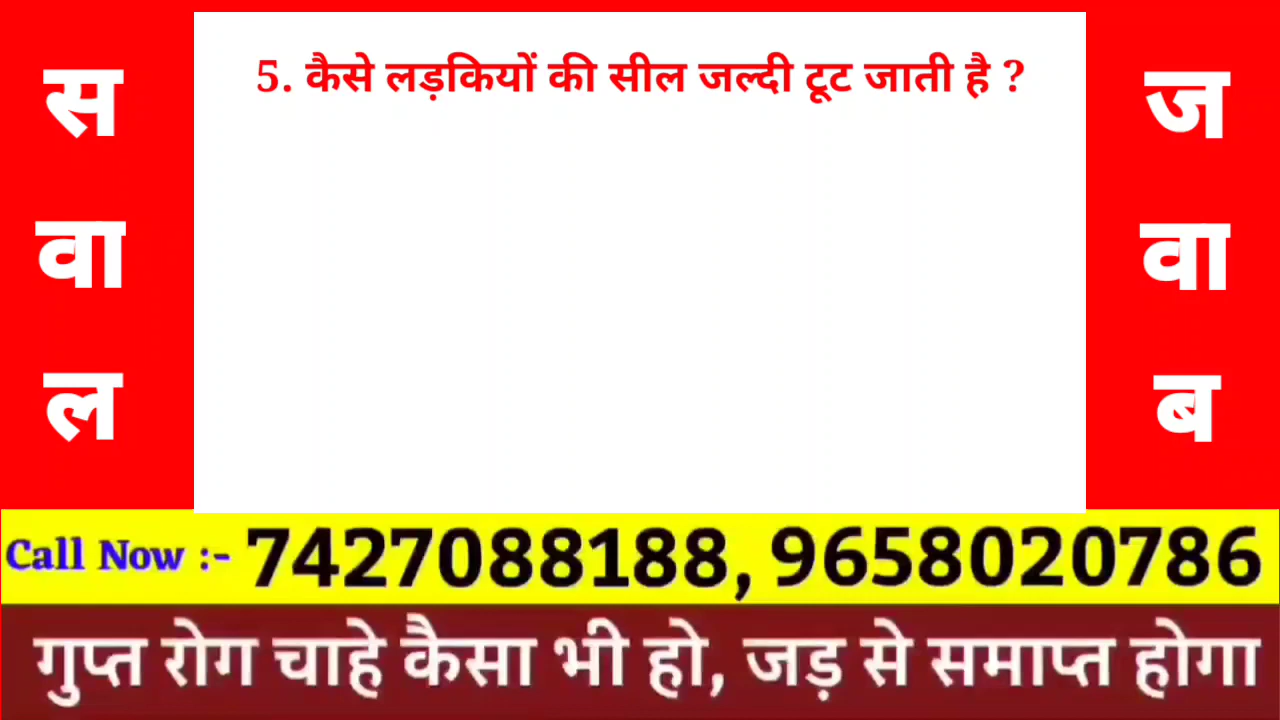 5. कैसे लड़कियों की सील जल्दी टूट जाती है ?
स
वा
ल
ज
वा
ब
Call Now :- 7427088188, 9658020786
गुप्त रोग चाहे कैसा भी हो, जड़ से समाप्त होगा